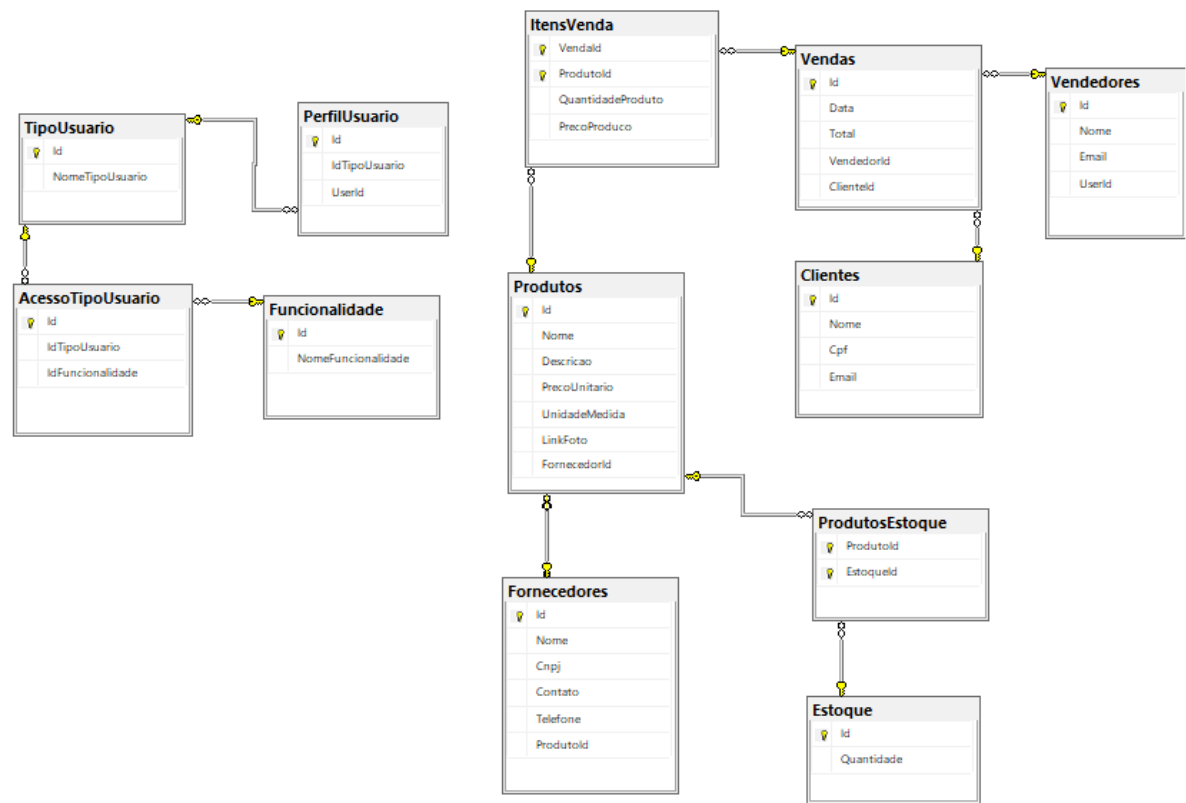 TipoUsuario
Id
NomeTipoUsuario
PerfilUsuario
Id
IdTipoUsuario
UserId
AcessoTipoUsuario
Id
IdTipoUsuario
IdFuncionalidade
Funcionalidade
Id
NomeFuncionalidade
ItensVenda
VendaId
ProdutoId
QuantidadeProduto
PrecoProduco
Vendas
Id
Data
Total
VendedorId
ClienteId
Vendedores
Id
Nome
Email
UserId
Clientes
Id
Nome
Cpf
Email
Produtos
Id
Nome
Descricao
PrecoUnitario
UnidadeMedida
LinkFoto
FornecedorId
ProdutosEstoque
ProdutoId
EstoqueId
Fornecedores
Id
Nome
Cnpj
Contato
Telefone
ProdutoId
Estoque
Id
Quantidade